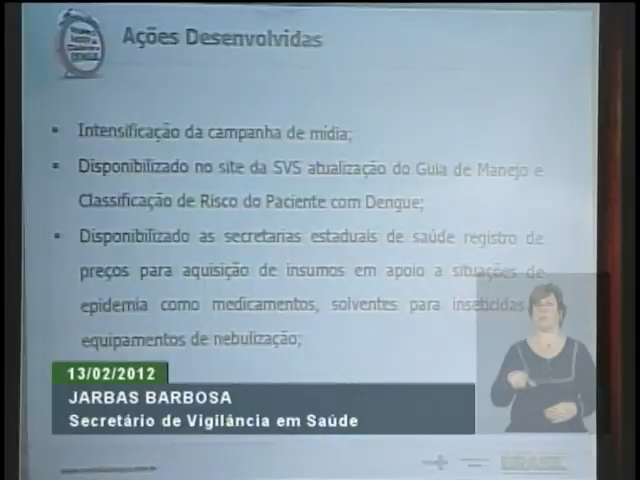 Ações Desenvolvidas
Intensificação da campanha de mídia;
Disponibilizado no site da SVS atualização do Guia de Manejo e
Classificação de Risco do Paciente com Dengue;
Disponibilizado as secretarias estaduais de saúde registro de
preços para aquisição de insumos em apoio a situações de
epidemia como medicamentos, solventes para inseticidas
equipamentos de nebulização;
13/02/2012
JARBAS BARBOSA
Secretário de Vigilância em Saúde